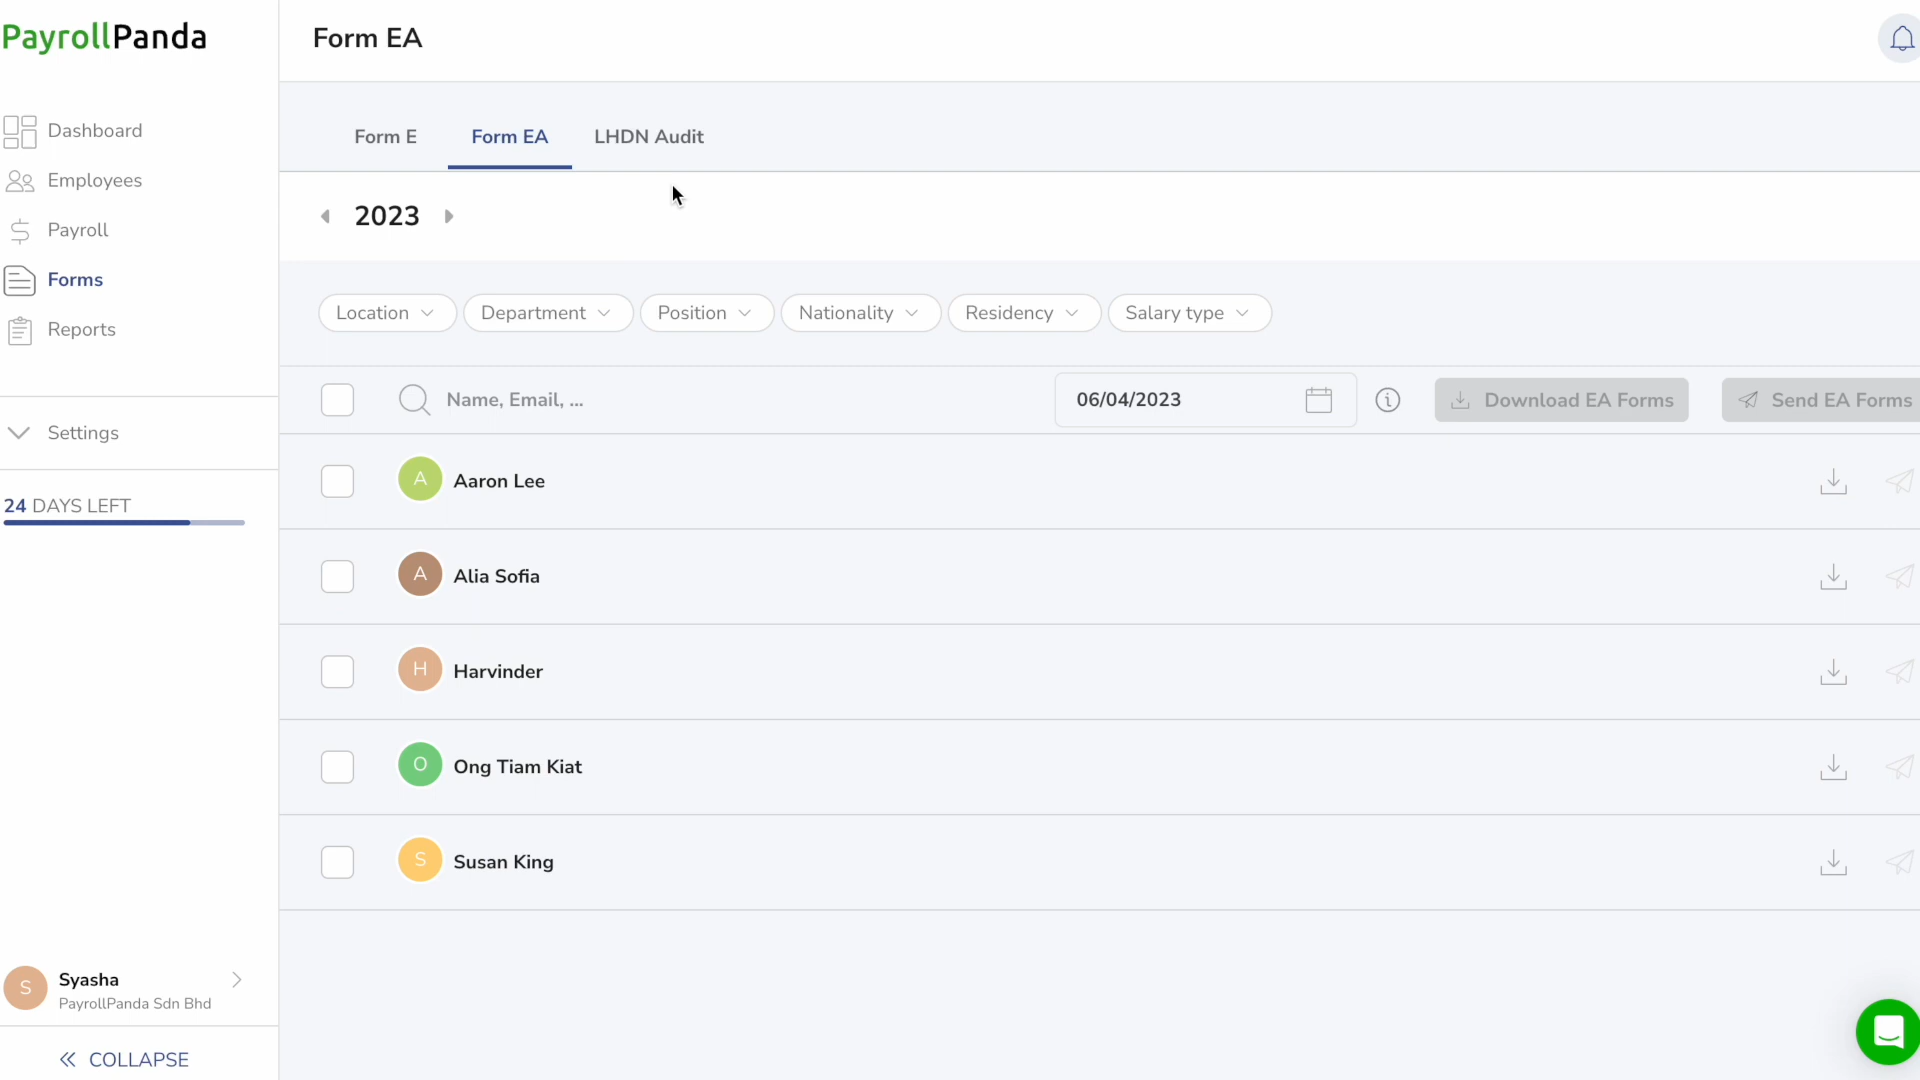 PayrollPanda
Form EA
Dashboard
Employees
Payroll
Forms
Reports
Settings
24 DAYS LEFT
Form E
Form EA
LHDN Audit
2023
Location
Department
Position
Nationality
Residency
Salary type
Name, Email, ...
06/04/2023
Download EA Forms
Send EA Forms
A
Aaron Lee
A
Alia Sofia
H
Harvinder
O
Ong Tiam Kiat
S
Susan King
S
Syasha
PayrollPanda Sdn Bhd
COLLAPSE